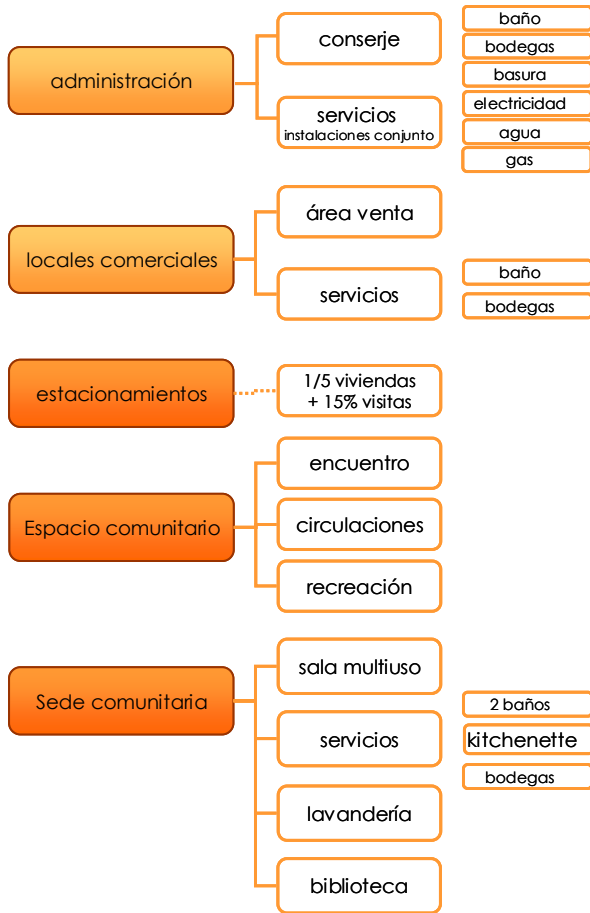 administración
conserje
baño
bodegas
servicios
instalaciones conjunto
basura
electricidad
agua
gas
locales comerciales
área venta
servicios
baño
bodegas
estacionamientos
1/5 viviendas
+ 15% visitas
Espacio comunitario
encuentro
circulaciones
recreación
Sede comunitaria
sala multiuso
servicios
2 baños
kitchenette
bodegas
lavandería
biblioteca